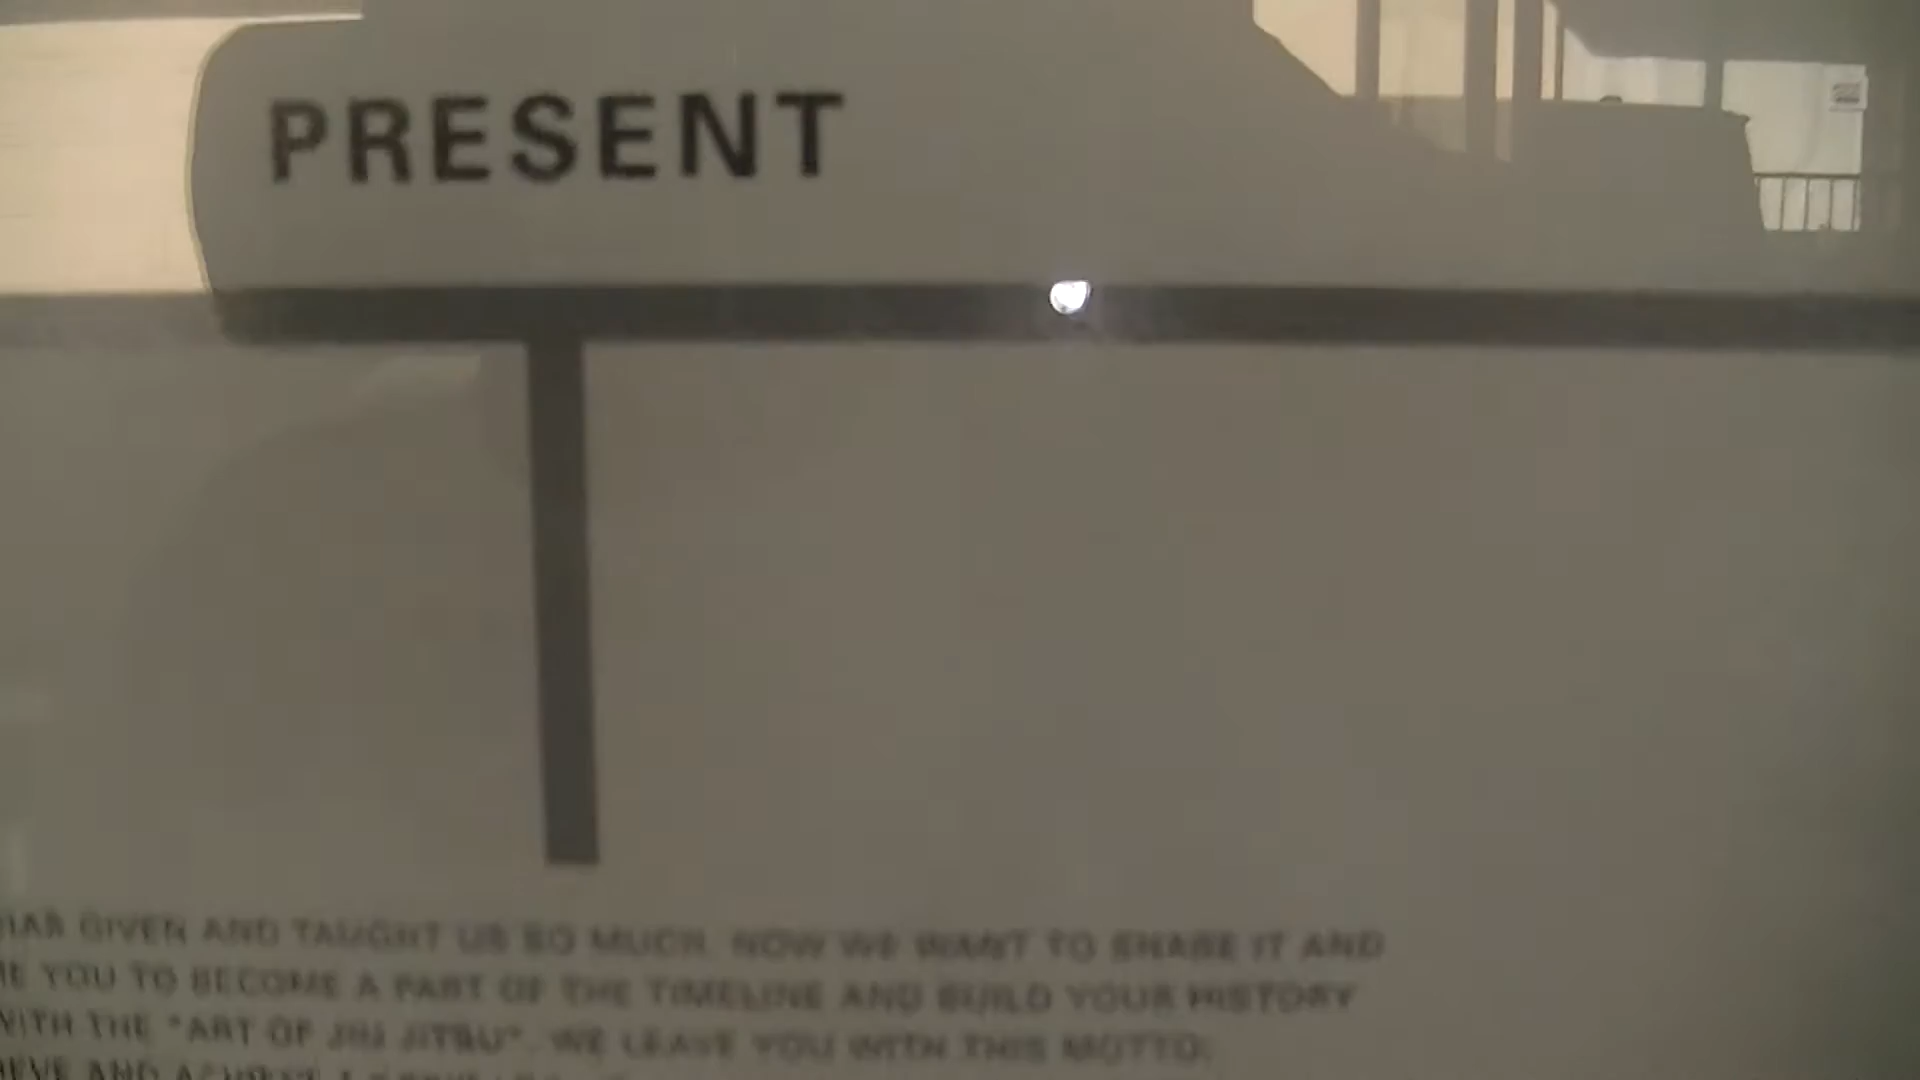 PRESENT
GIVEN AND TAUGHT US SO MUCH. NOW WE WANT TO SHARE IT AND
YOU TO BECOME A PART OF THE TIMELINE AND BUILD YOUR HISTORY
WITH THE "ART OF JIU JITSU". WE LEAVE YOU WITH THIS MOTTO:
AND